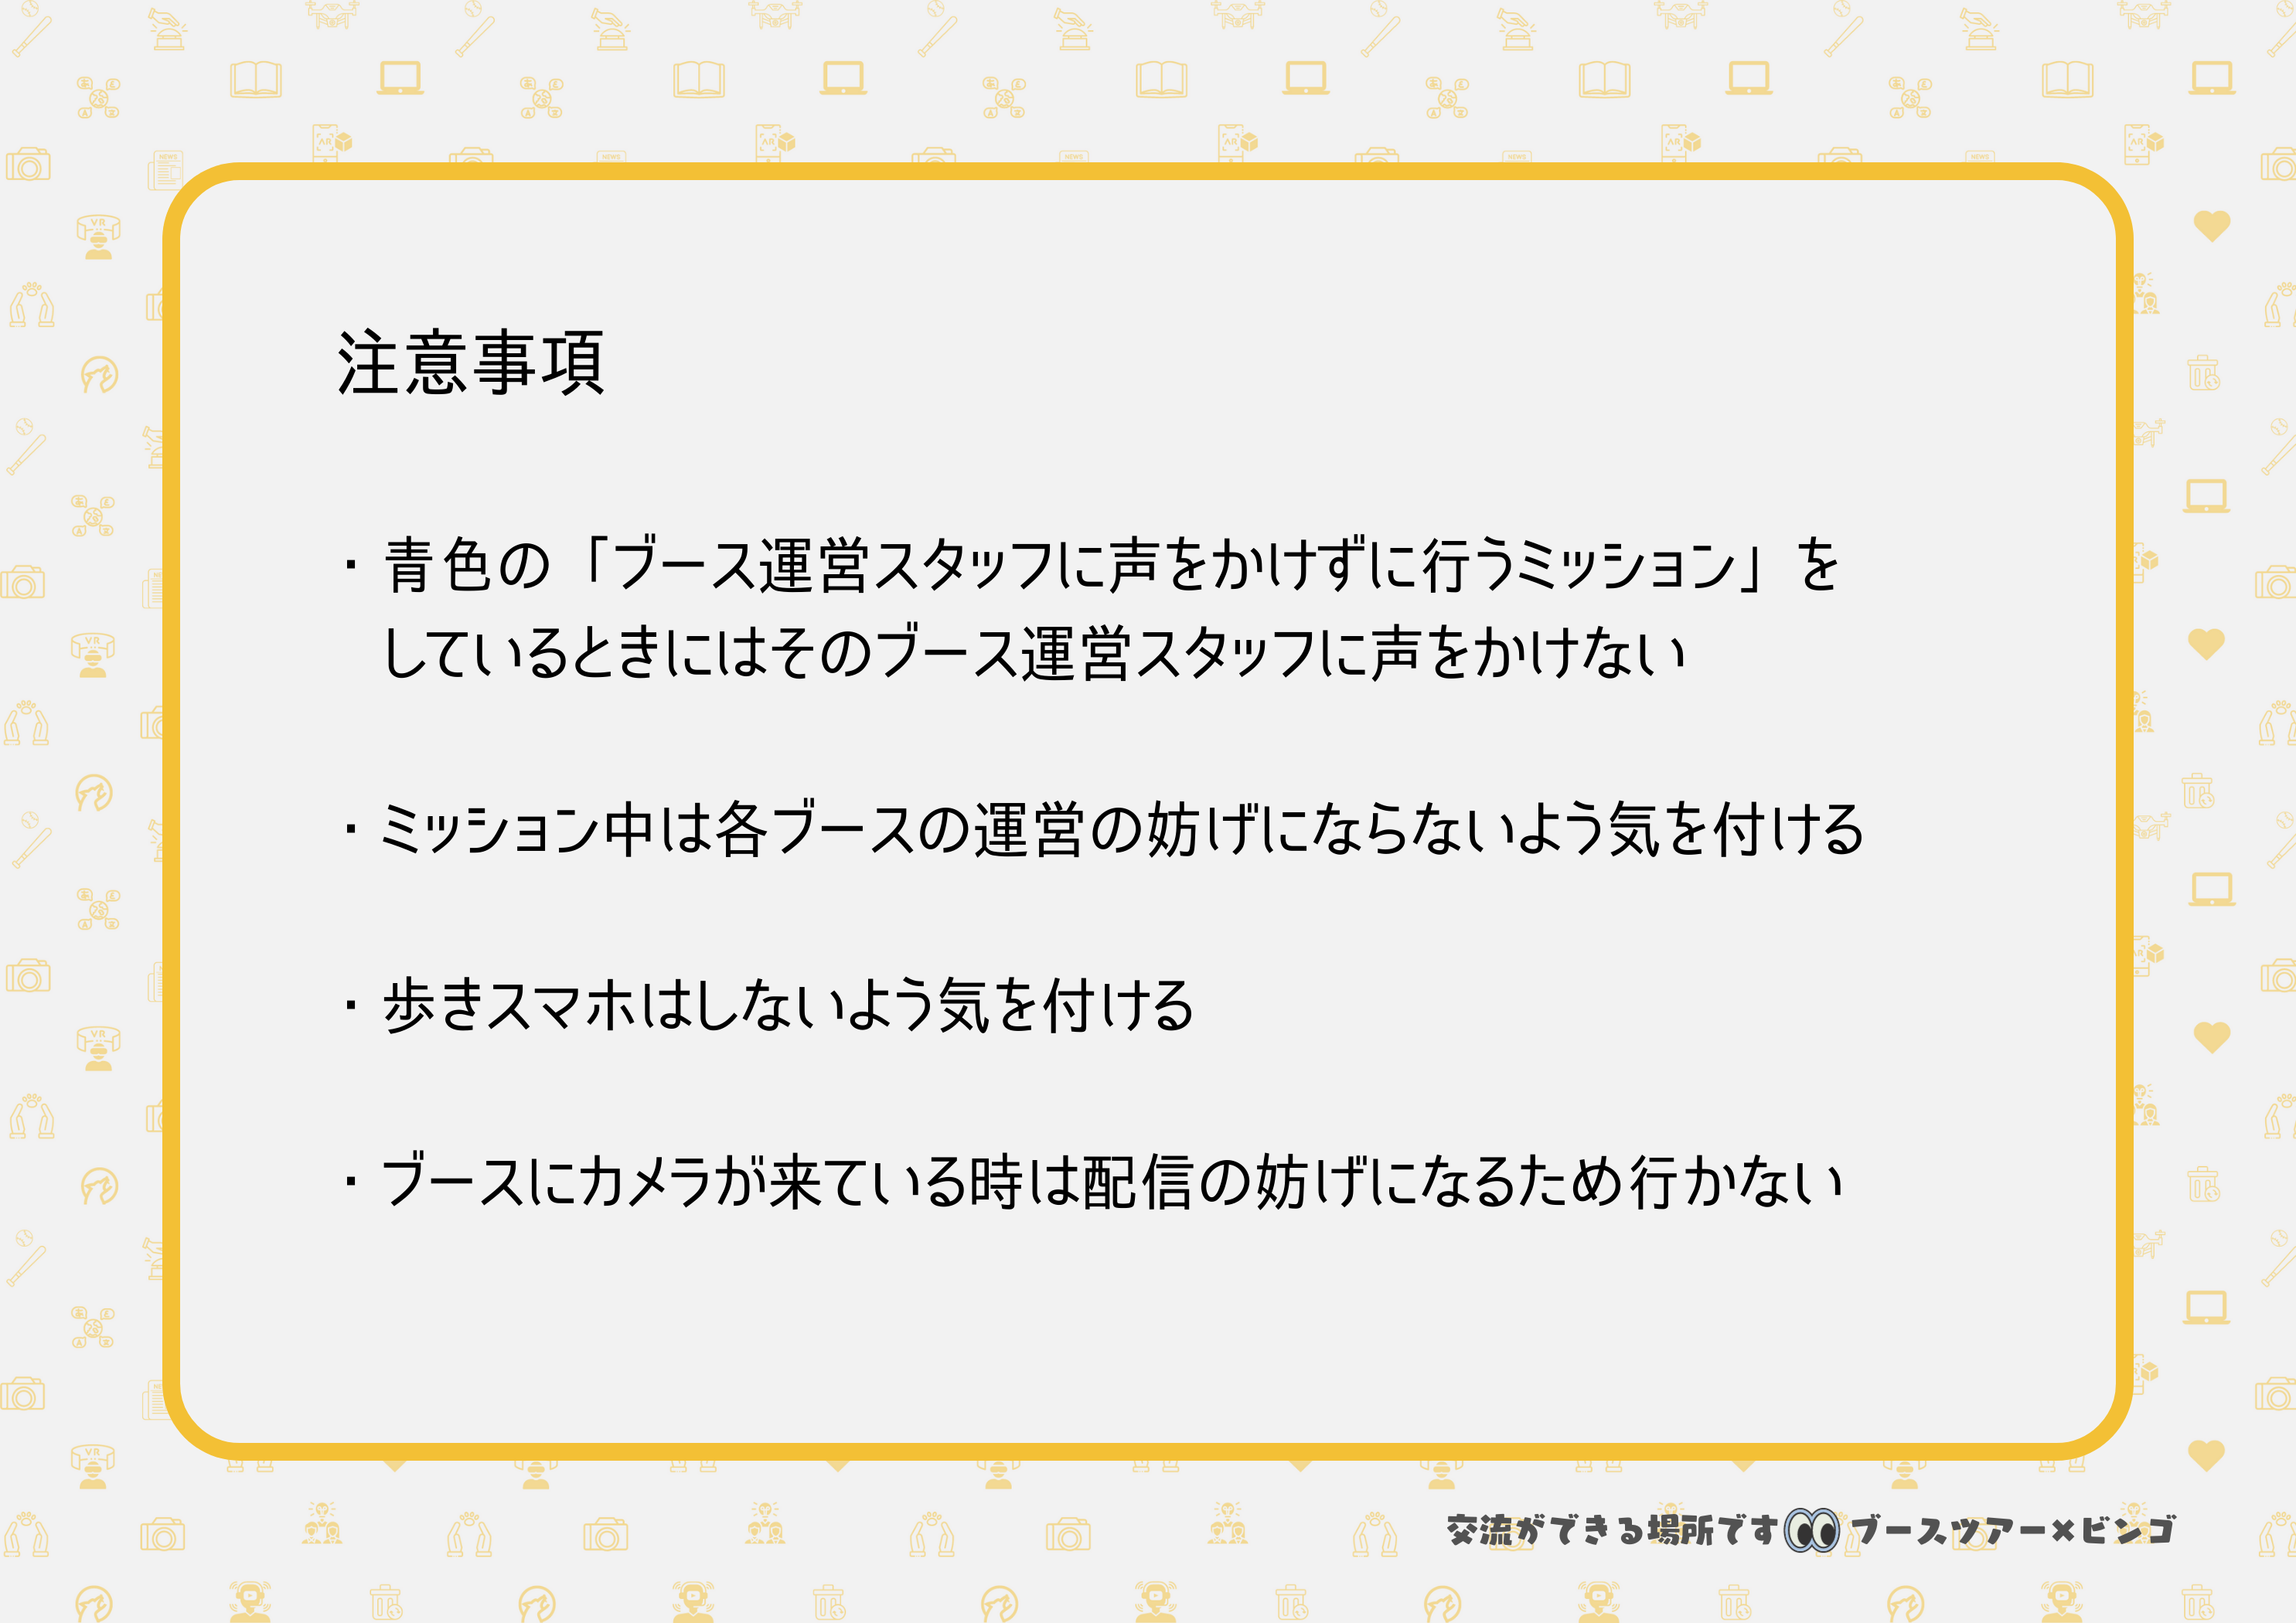 注意事項
・青色の「ブース運営スタッフに声をかけずに行うミッション」を
しているときにはそのブース運営スタッフに声をかけない
・ミッション中は各ブースの運営の妨げにならないよう気を付ける
・歩きスマホはしないよう気を付ける
・ブースにカメラが来ている時は配信の妨げになるため行かない
交流ができる場所です👀ブースツアー×ビンゴ